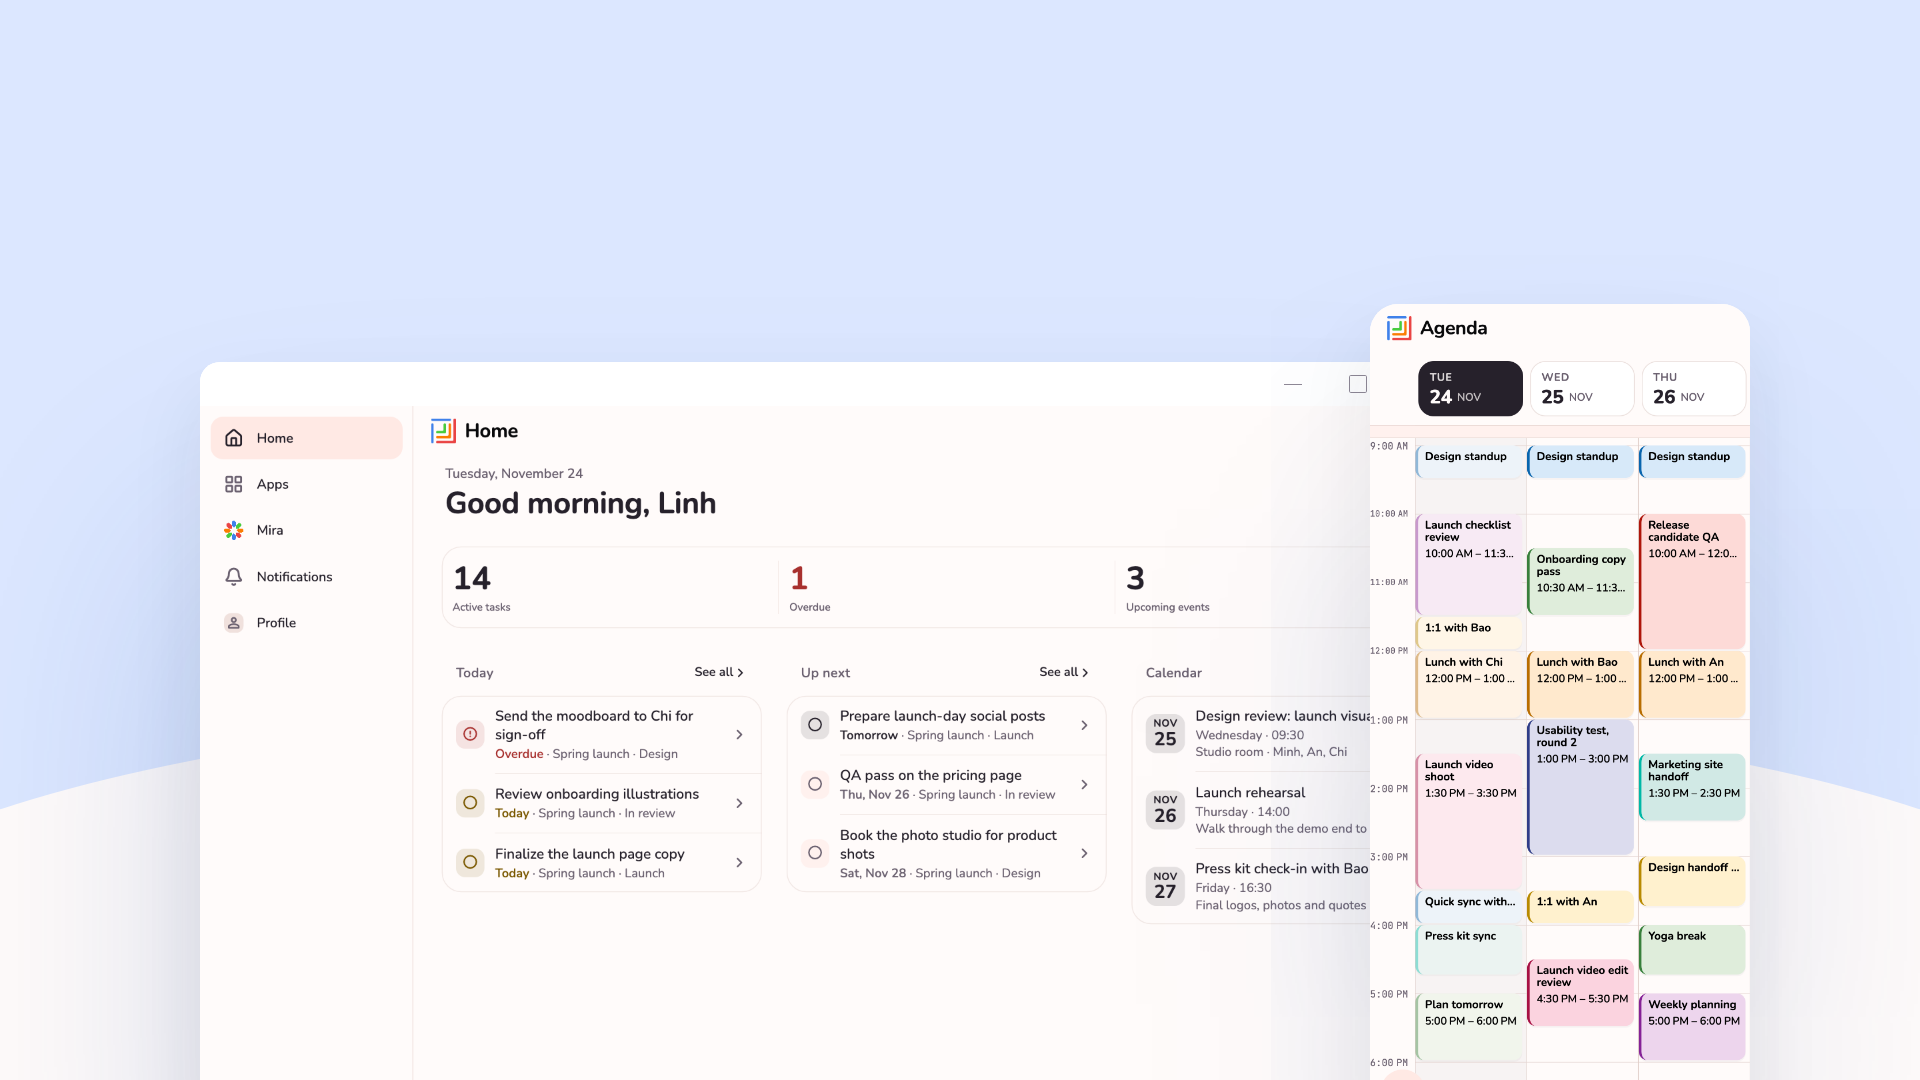 Home
Apps
Mira
Notifications
Profile
Home
Tuesday, November 24
Good morning, Linh
14
Active tasks
1
Overdue
3
Upcoming events
Today
See all
Send the moodboard to Chi for
sign-off
Overdue · Spring launch · Design
Review onboarding illustrations
Today · Spring launch · In review
Finalize the launch page copy
Today · Spring launch · Launch
Up next
See all
Prepare launch-day social posts
Tomorrow · Spring launch · Launch
QA pass on the pricing page
Thu, Nov 26 · Spring launch · In review
Book the photo studio for product
shots
Sat, Nov 28 · Spring launch · Design
Calendar
NOV
25
Design review: launch visua
Wednesday · 09:30
Studio room · Minh, An, Chi
NOV
26
Launch rehearsal
Thursday · 14:00
Walk through the demo end to
NOV
27
Press kit check-in with Bao
Friday · 16:30
Final logos, photos and quotes
Agenda
TUE
24 NOV
WED
25 NOV
THU
26 NOV
9:00 AM
10:00 AM
11:00 AM
12:00 PM
1:00 PM
2:00 PM
3:00 PM
4:00 PM
5:00 PM
6:00 PM
Design standup
Launch checklist
review
10:00 AM – 11:3...
1:1 with Bao
Lunch with Chi
12:00 PM – 1:00 ...
Launch video
shoot
1:30 PM – 3:30 PM
Quick sync with...
Press kit sync
Plan tomorrow
5:00 PM – 6:00 PM
Design standup
Onboarding copy
pass
10:30 AM – 11:3...
Lunch with Bao
12:00 PM – 1:00 ...
Usability test,
round 2
1:00 PM – 3:00 PM
1:1 with An
Launch video edit
review
4:30 PM – 5:30 PM
Design standup
Release
candidate QA
10:00 AM – 12:0...
Lunch with An
12:00 PM – 1:00 ...
Marketing site
handoff
1:30 PM – 2:30 PM
Design handoff ...
Yoga break
Weekly planning
5:00 PM – 6:00 PM